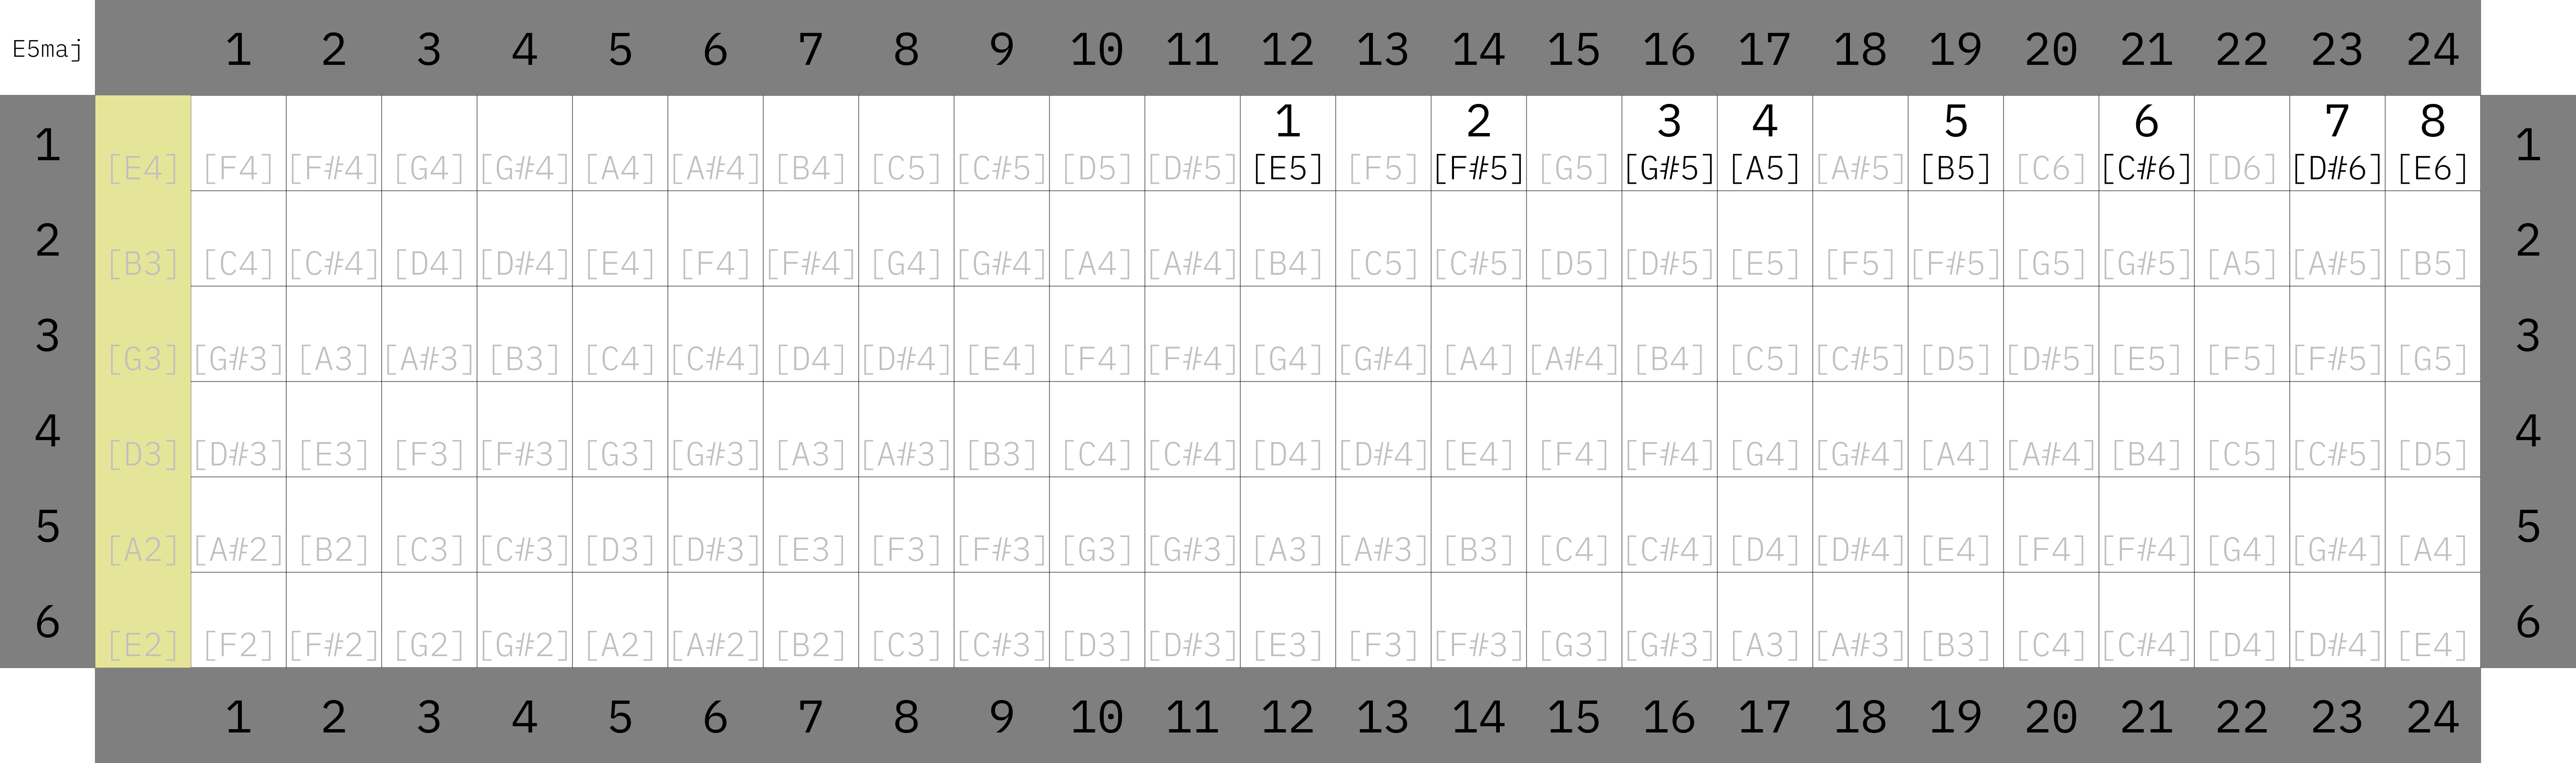 E5maj 1 2 3 4 5 6 7 8 9 10 11 12 13 14 15 16 17 18 19 20 21 22 23 24
1 2 3 4 5 6 7 8
1 [E4] [F4] [F#4] [G4] [G#4] [A4] [A#4] [B4] [C5] [C#5] [D5] [D#5] [E5] [F5] [F#5] [G5] [G#5] [A5] [A#5] [B5] [C6] [C#6] [D6] [D#6] [E6] 1
2 [B3] [C4] [C#4] [D4] [D#4] [E4] [F4] [F#4] [G4] [G#4] [A4] [A#4] [B4] [C5] [C#5] [D5] [D#5] [E5] [F5] [F#5] [G5] [G#5] [A5] [A#5] [B5] 2
3 [G3] [G#3] [A3] [A#3] [B3] [C4] [C#4] [D4] [D#4] [E4] [F4] [F#4] [G4] [G#4] [A4] [A#4] [B4] [C5] [C#5] [D5] [D#5] [E5] [F5] [F#5] [G5] 3
4 [D3] [D#3] [E3] [F3] [F#3] [G3] [G#3] [A3] [A#3] [B3] [C4] [C#4] [D4] [D#4] [E4] [F4] [F#4] [G4] [G#4] [A4] [A#4] [B4] [C5] [C#5] [D5] 4
5 [A2] [A#2] [B2] [C3] [C#3] [D3] [D#3] [E3] [F3] [F#3] [G3] [G#3] [A3] [A#3] [B3] [C4] [C#4] [D4] [D#4] [E4] [F4] [F#4] [G4] [G#4] [A4] 5
6 [E2] [F2] [F#2] [G2] [G#2] [A2] [A#2] [B2] [C3] [C#3] [D3] [D#3] [E3] [F3] [F#3] [G3] [G#3] [A3] [A#3] [B3] [C4] [C#4] [D4] [D#4] [E4] 6
1 2 3 4 5 6 7 8 9 10 11 12 13 14 15 16 17 18 19 20 21 22 23 24